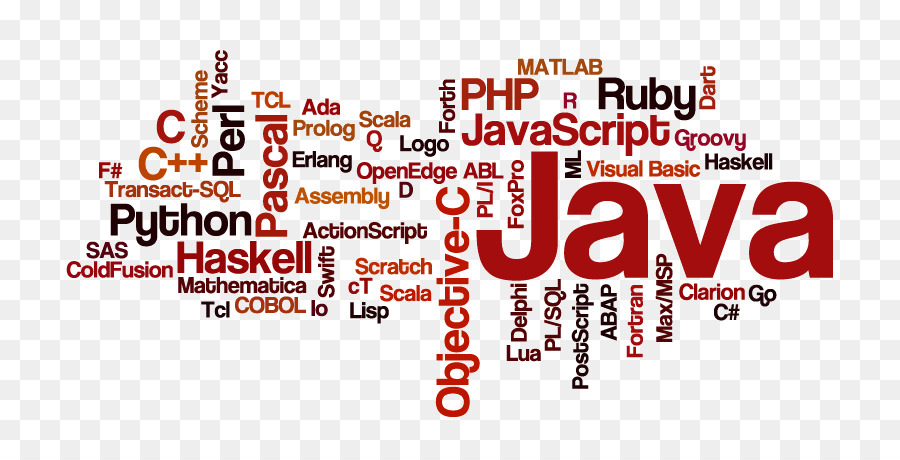 Yacc
MATLAB
Scheme
Dart
Forth
PHP
R
Ruby
TCL
Ada
Perl
C
Pascal
Prolog
Scala
Q
Logo
JavaScript
Groovy
C++
Erlang
F#
OpenEdge ABL
PL/I
FoxPro
ML
Visual Basic
Haskell
Transact-SQL
Assembly
D
Java
Python
ActionScript
Objective-C
SAS
Haskell
Swift
ColdFusion
Scratch
Mathematica
cT
Scala
Tcl
COBOL
Io
Lisp
Delphi
PL/SQL
PostScript
ABAP
Fortran
Max/MSP
Clarion
Go
C#
Lua